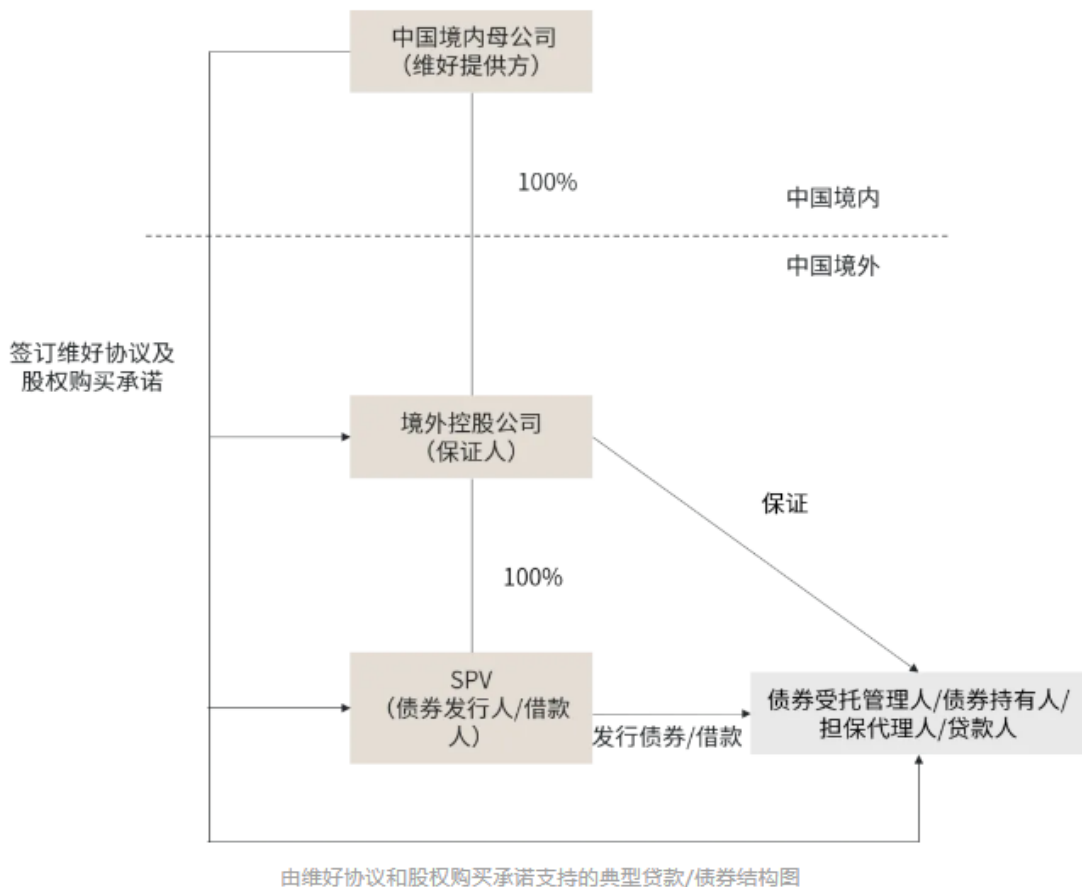 中国境内母公司
（维好提供方）
100%
中国境内
中国境外
签订维好协议及
股权购买承诺
境外控股公司
（保证人）
保证
100%
SPV
（债券发行人/借款
人）
发行债券/借款
债券受托管理人/债券持有人/
担保代理人/贷款人
由维好协议和股权购买承诺支持的典型贷款/债券结构图